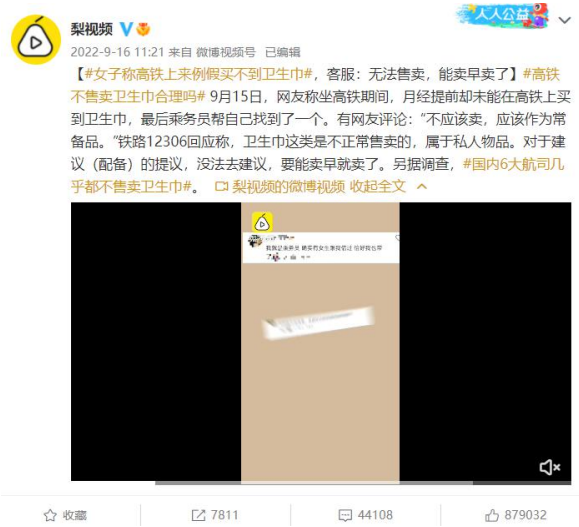 人人公益
梨视频
2022-9-16 11:21 来自 微博视频号 已编辑
【#女子称高铁上来例假买不到卫生巾#，客服：无法售卖，能卖早卖了】#高铁
不售卖卫生巾合理吗# 9月15日，网友称坐高铁期间，月经提前却未能在高铁上买
到卫生巾，最后乘务员帮自己找到了一个。有网友评论：“不应该卖，应该作为常
备品。”铁路12306回应称，卫生巾这类是不正常售卖的，属于私人物品。对于建
议（配备）的提议，没法去建议，要能卖早就卖了。另据调查，#国内6大航司几
乎都不售卖卫生巾#。 梨视频的微博视频 收起全文
收藏
7811
44108
879032